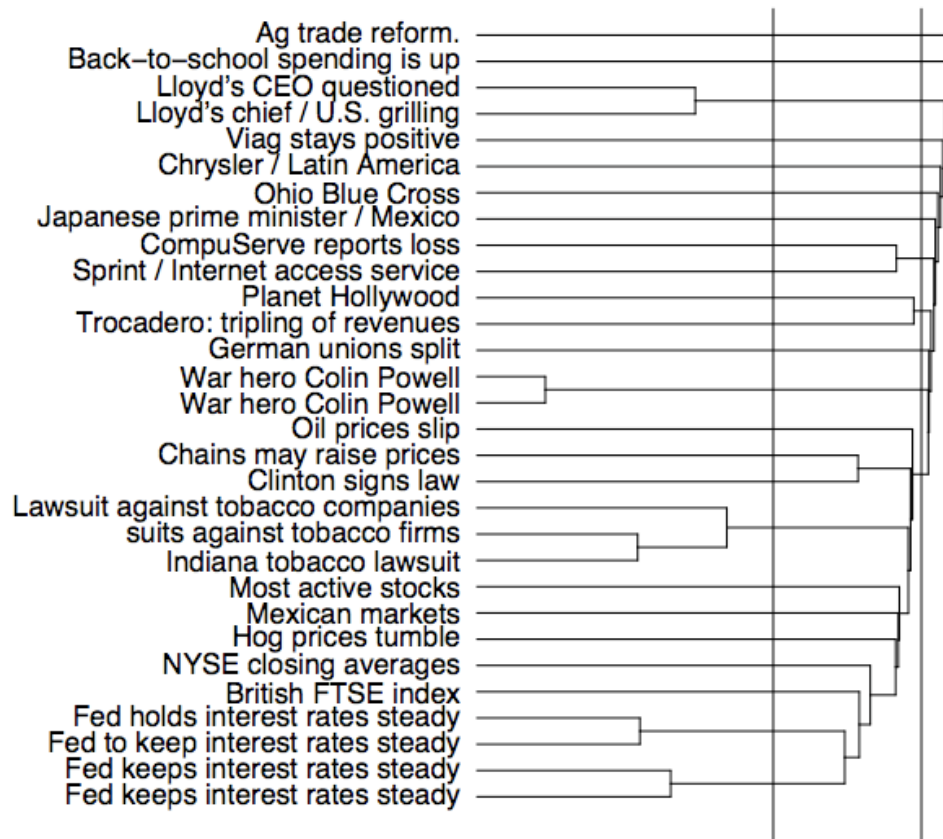 Ag trade reform.
Back–to–school spending is up
Lloyd's CEO questioned
Lloyd's chief / U.S. grilling
Viag stays positive
Chrysler / Latin America
Ohio Blue Cross
Japanese prime minister / Mexico
CompuServe reports loss
Sprint / Internet access service
Planet Hollywood
Trocadero: tripling of revenues
German unions split
War hero Colin Powell
War hero Colin Powell
Oil prices slip
Chains may raise prices
Clinton signs law
Lawsuit against tobacco companies
suits against tobacco firms
Indiana tobacco lawsuit
Most active stocks
Mexican markets
Hog prices tumble
NYSE closing averages
British FTSE index
Fed holds interest rates steady
Fed to keep interest rates steady
Fed keeps interest rates steady
Fed keeps interest rates steady